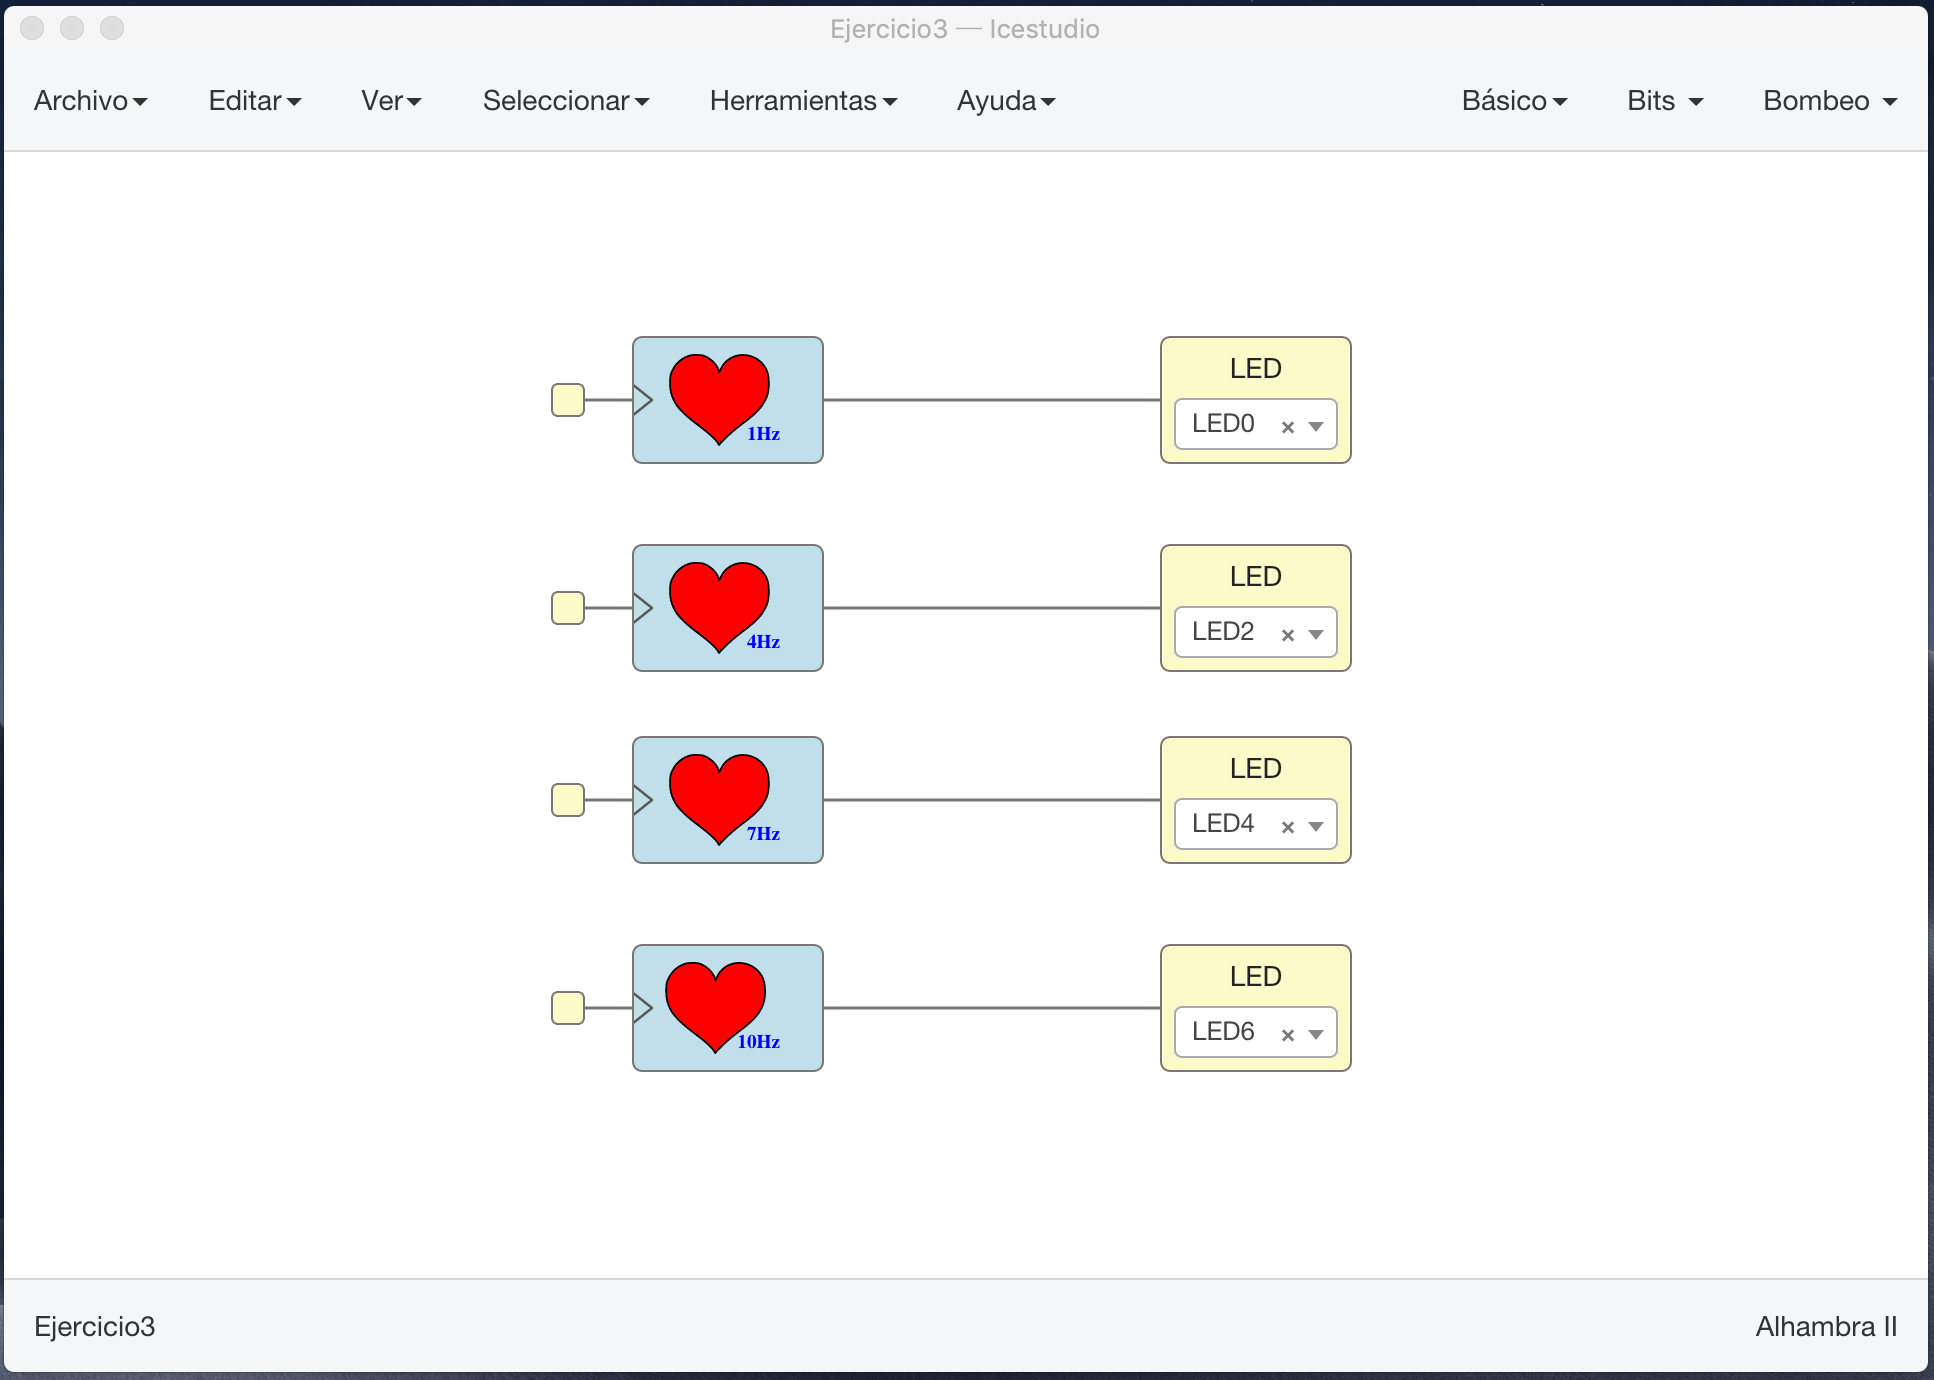 Ejercicio3 — Icestudio
Archivo Editar Ver Seleccionar Herramientas Ayuda Básico Bits Bombeo
LED
1Hz LED0
LED
4Hz LED2
LED
7Hz LED4
LED
10Hz LED6
Ejercicio3 Alhambra II